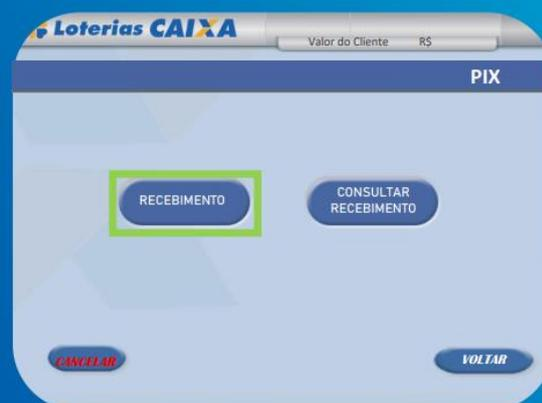 Loterias CAIXA
Valor do Cliente R$
PIX
RECEBIMENTO
CONSULTAR
RECEBIMENTO
CANCELAR
VOLTAR